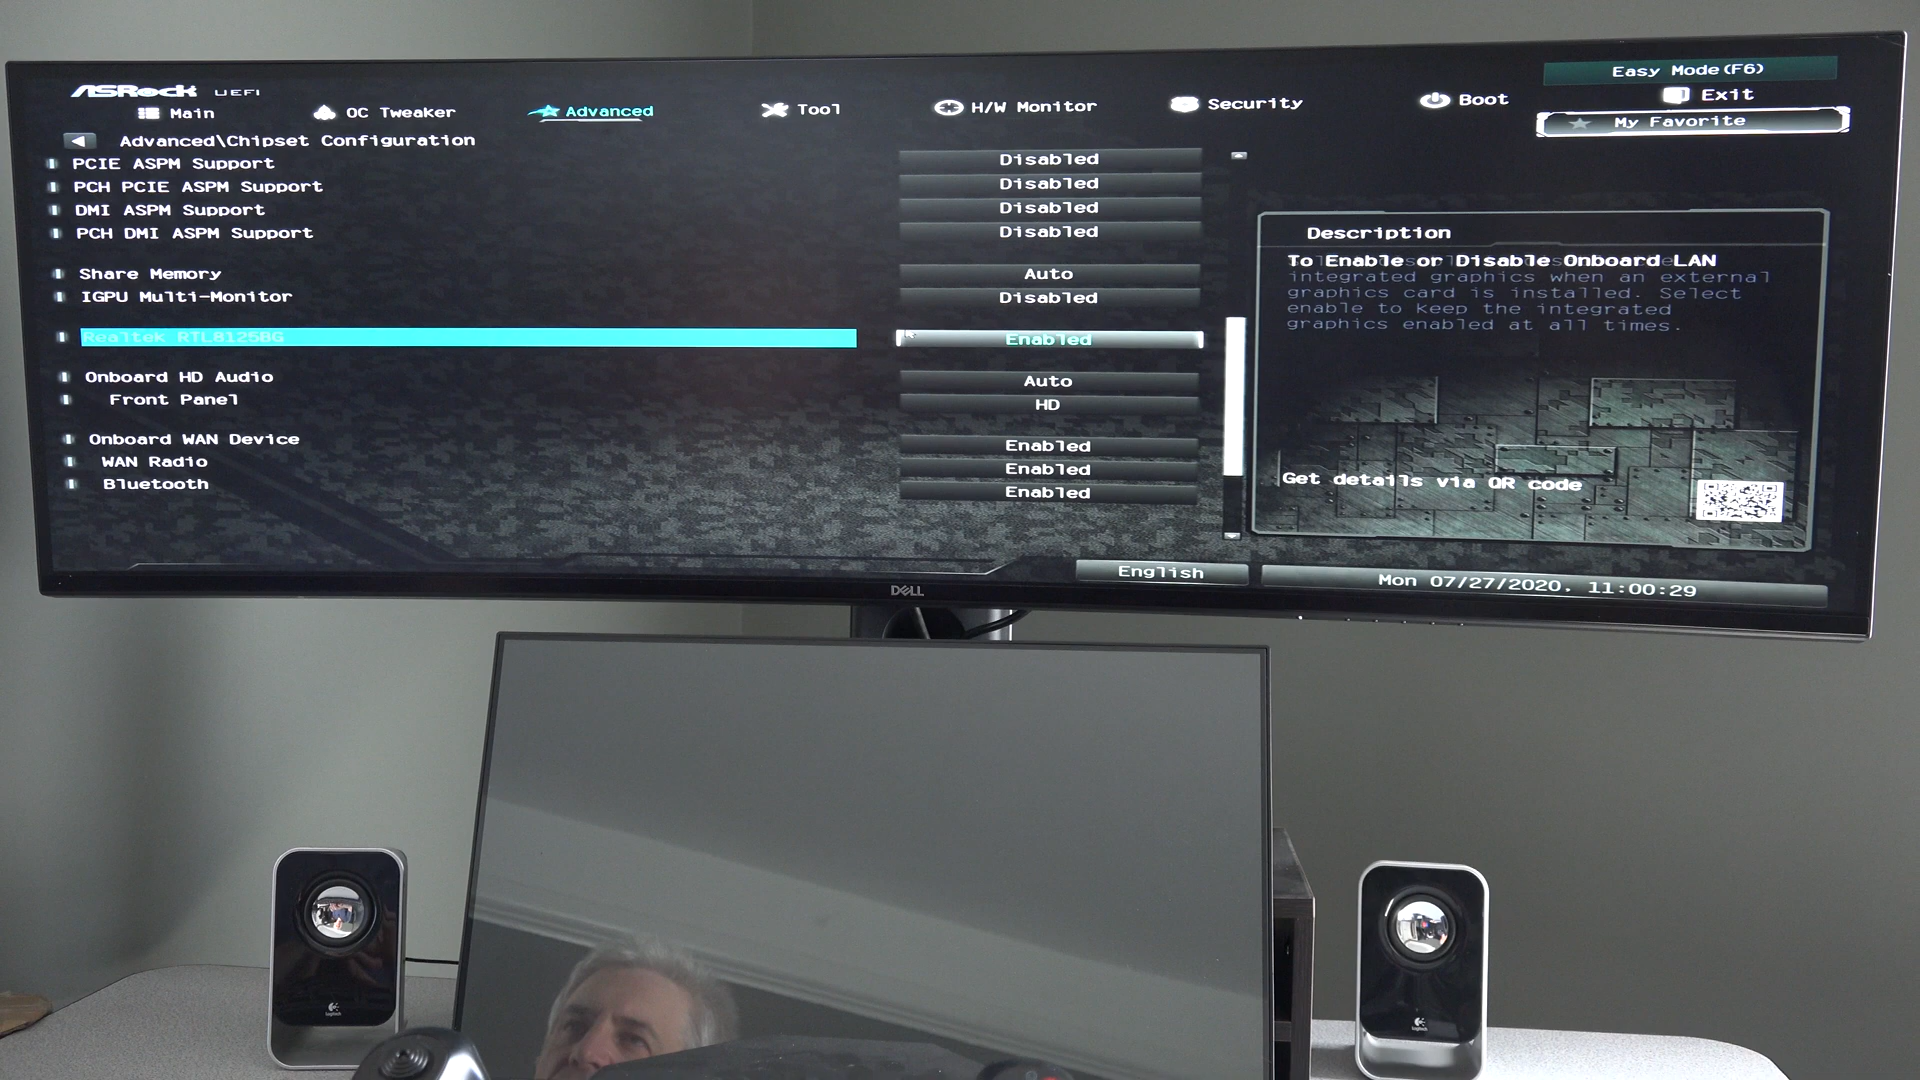 ASRock UEFI
Easy Mode(F6)
Main
OC Tweaker
Advanced
Tool
H/W Monitor
Security
Boot
Exit
My Favorite
Advanced\Chipset Configuration
PCIE ASPM Support Disabled
PCH PCIE ASPM Support Disabled
DMI ASPM Support Disabled
PCH DMI ASPM Support Disabled
Share Memory Auto
IGPU Multi-Monitor Disabled
Realtek RTL8125BG Enabled
Onboard HD Audio Auto
Front Panel HD
Onboard WAN Device Enabled
WAN Radio Enabled
Bluetooth Enabled
Description
To Enable or Disable Onboard LAN
integrated graphics when an external
graphics card is installed. Select
enable to keep the integrated
graphics enabled at all times.
Get details via QR code
English
Mon 07/27/2020, 11:00:29
DELL
Logitech
Logitech